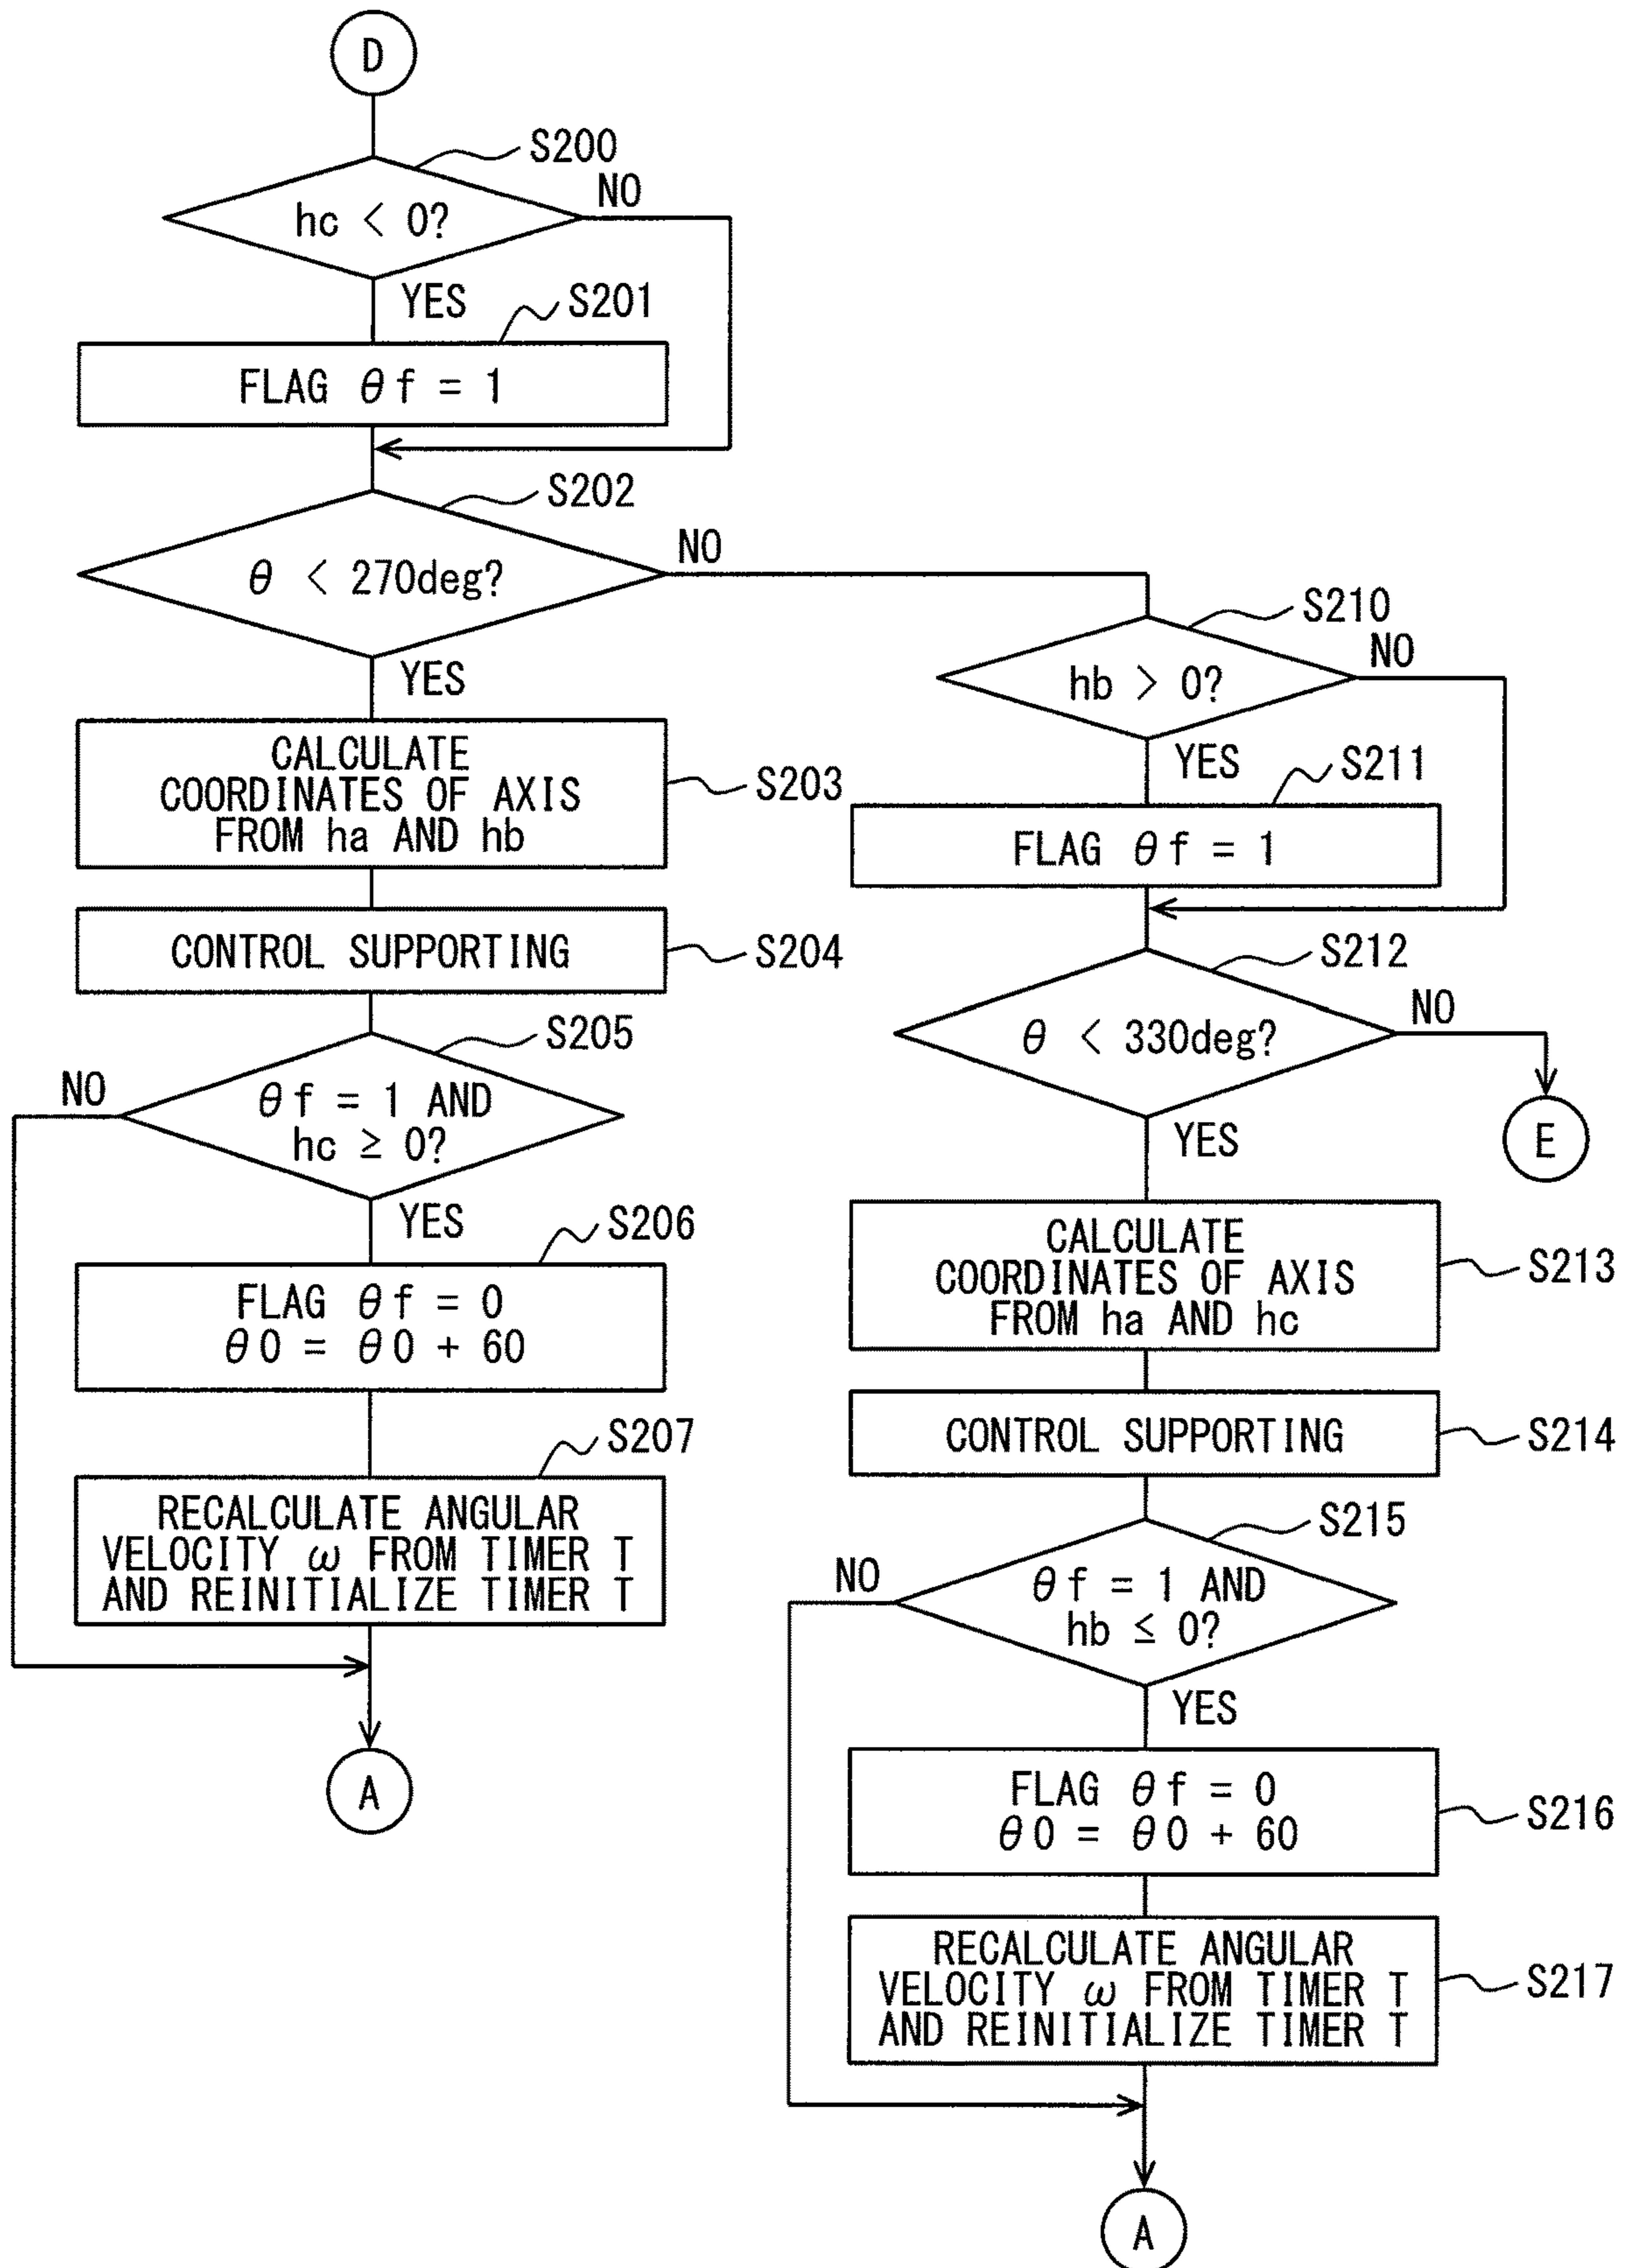 D
S200
NO
hc < 0?
YES
S201
FLAG θf = 1
S202
NO
θ < 270deg?
YES
CALCULATE
COORDINATES OF AXIS
FROM ha AND hb
S203
CONTROL SUPPORTING
S204
S205
NO
θf = 1 AND
hc ≥ 0?
YES
S206
FLAG θf = 0
θ0 = θ0 + 60
S207
RECALCULATE ANGULAR
VELOCITY ω FROM TIMER T
AND REINITIALIZE TIMER T
A
S210
NO
hb > 0?
YES
S211
FLAG θf = 1
S212
NO
θ < 330deg?
E
YES
CALCULATE
COORDINATES OF AXIS
FROM ha AND hc
S213
CONTROL SUPPORTING
S214
S215
NO
θf = 1 AND
hb ≤ 0?
YES
FLAG θf = 0
θ0 = θ0 + 60
S216
RECALCULATE ANGULAR
VELOCITY ω FROM TIMER T
AND REINITIALIZE TIMER T
S217
A